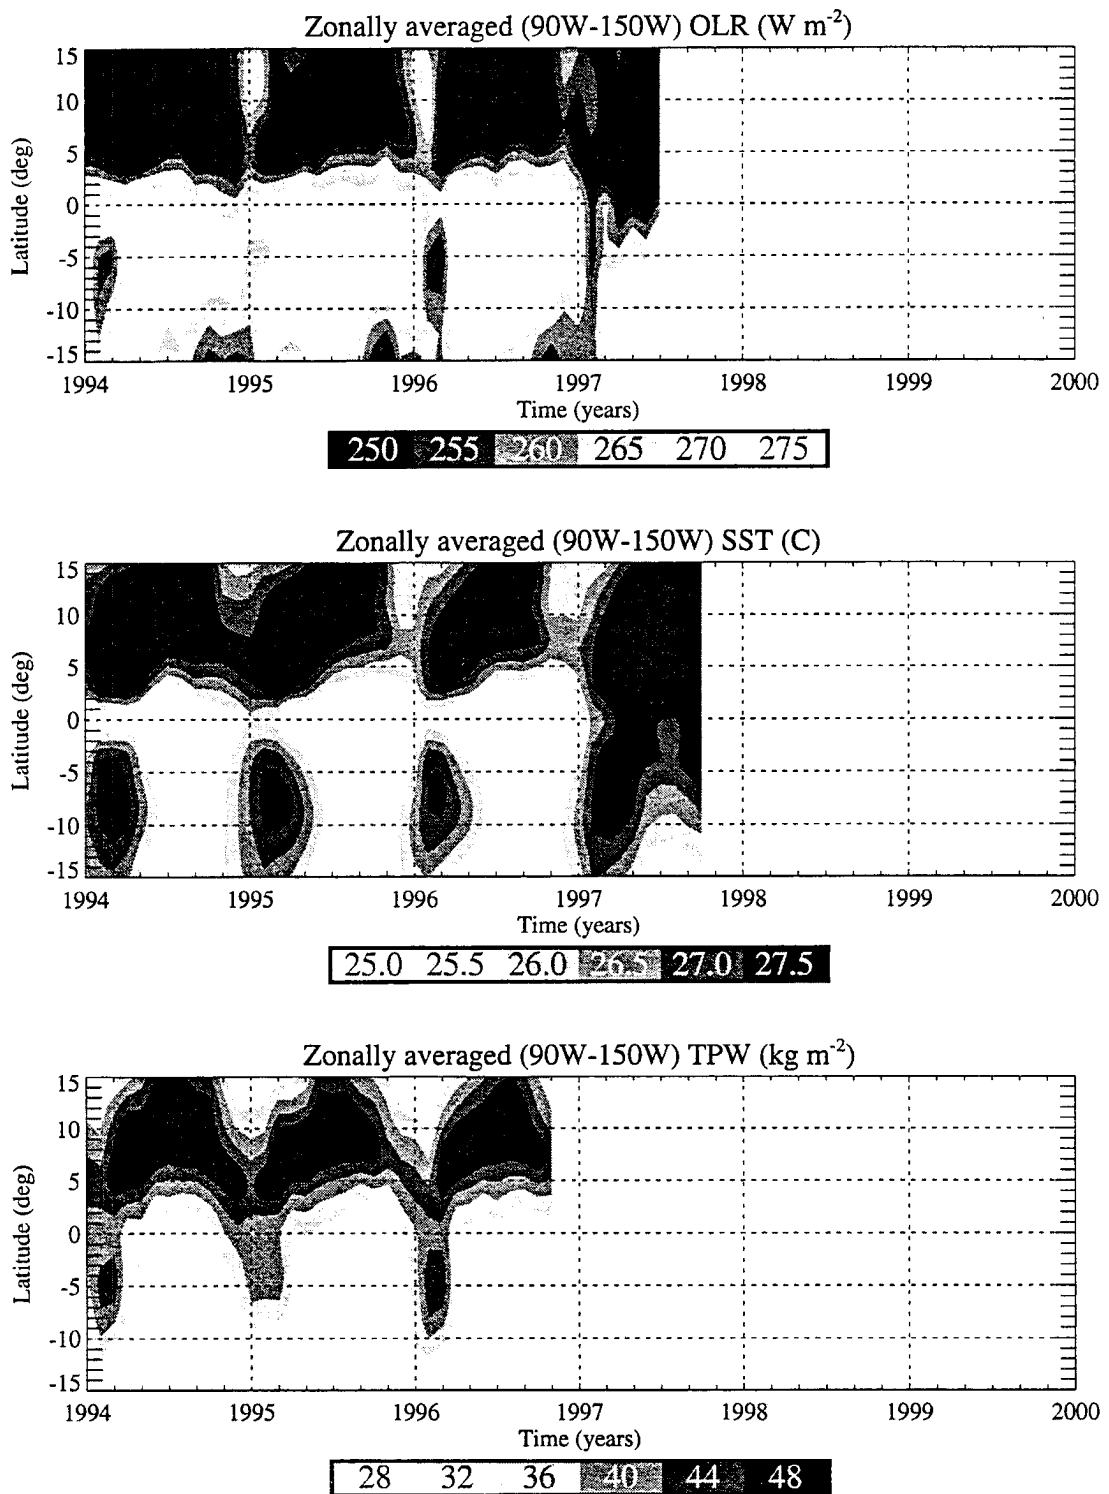 Zonally averaged (90W-150W) OLR (W m⁻²)
Latitude (deg)
15
10
5
0
-5
-10
-15
1994 1995 1996 1997 1998 1999 2000
Time (years)
250 255 260 265 270 275
Zonally averaged (90W-150W) SST (C)
Latitude (deg)
15
10
5
0
-5
-10
-15
1994 1995 1996 1997 1998 1999 2000
Time (years)
25.0 25.5 26.0 26.5 27.0 27.5
Zonally averaged (90W-150W) TPW (kg m⁻²)
Latitude (deg)
15
10
5
0
-5
-10
-15
1994 1995 1996 1997 1998 1999 2000
Time (years)
28 32 36 40 44 48